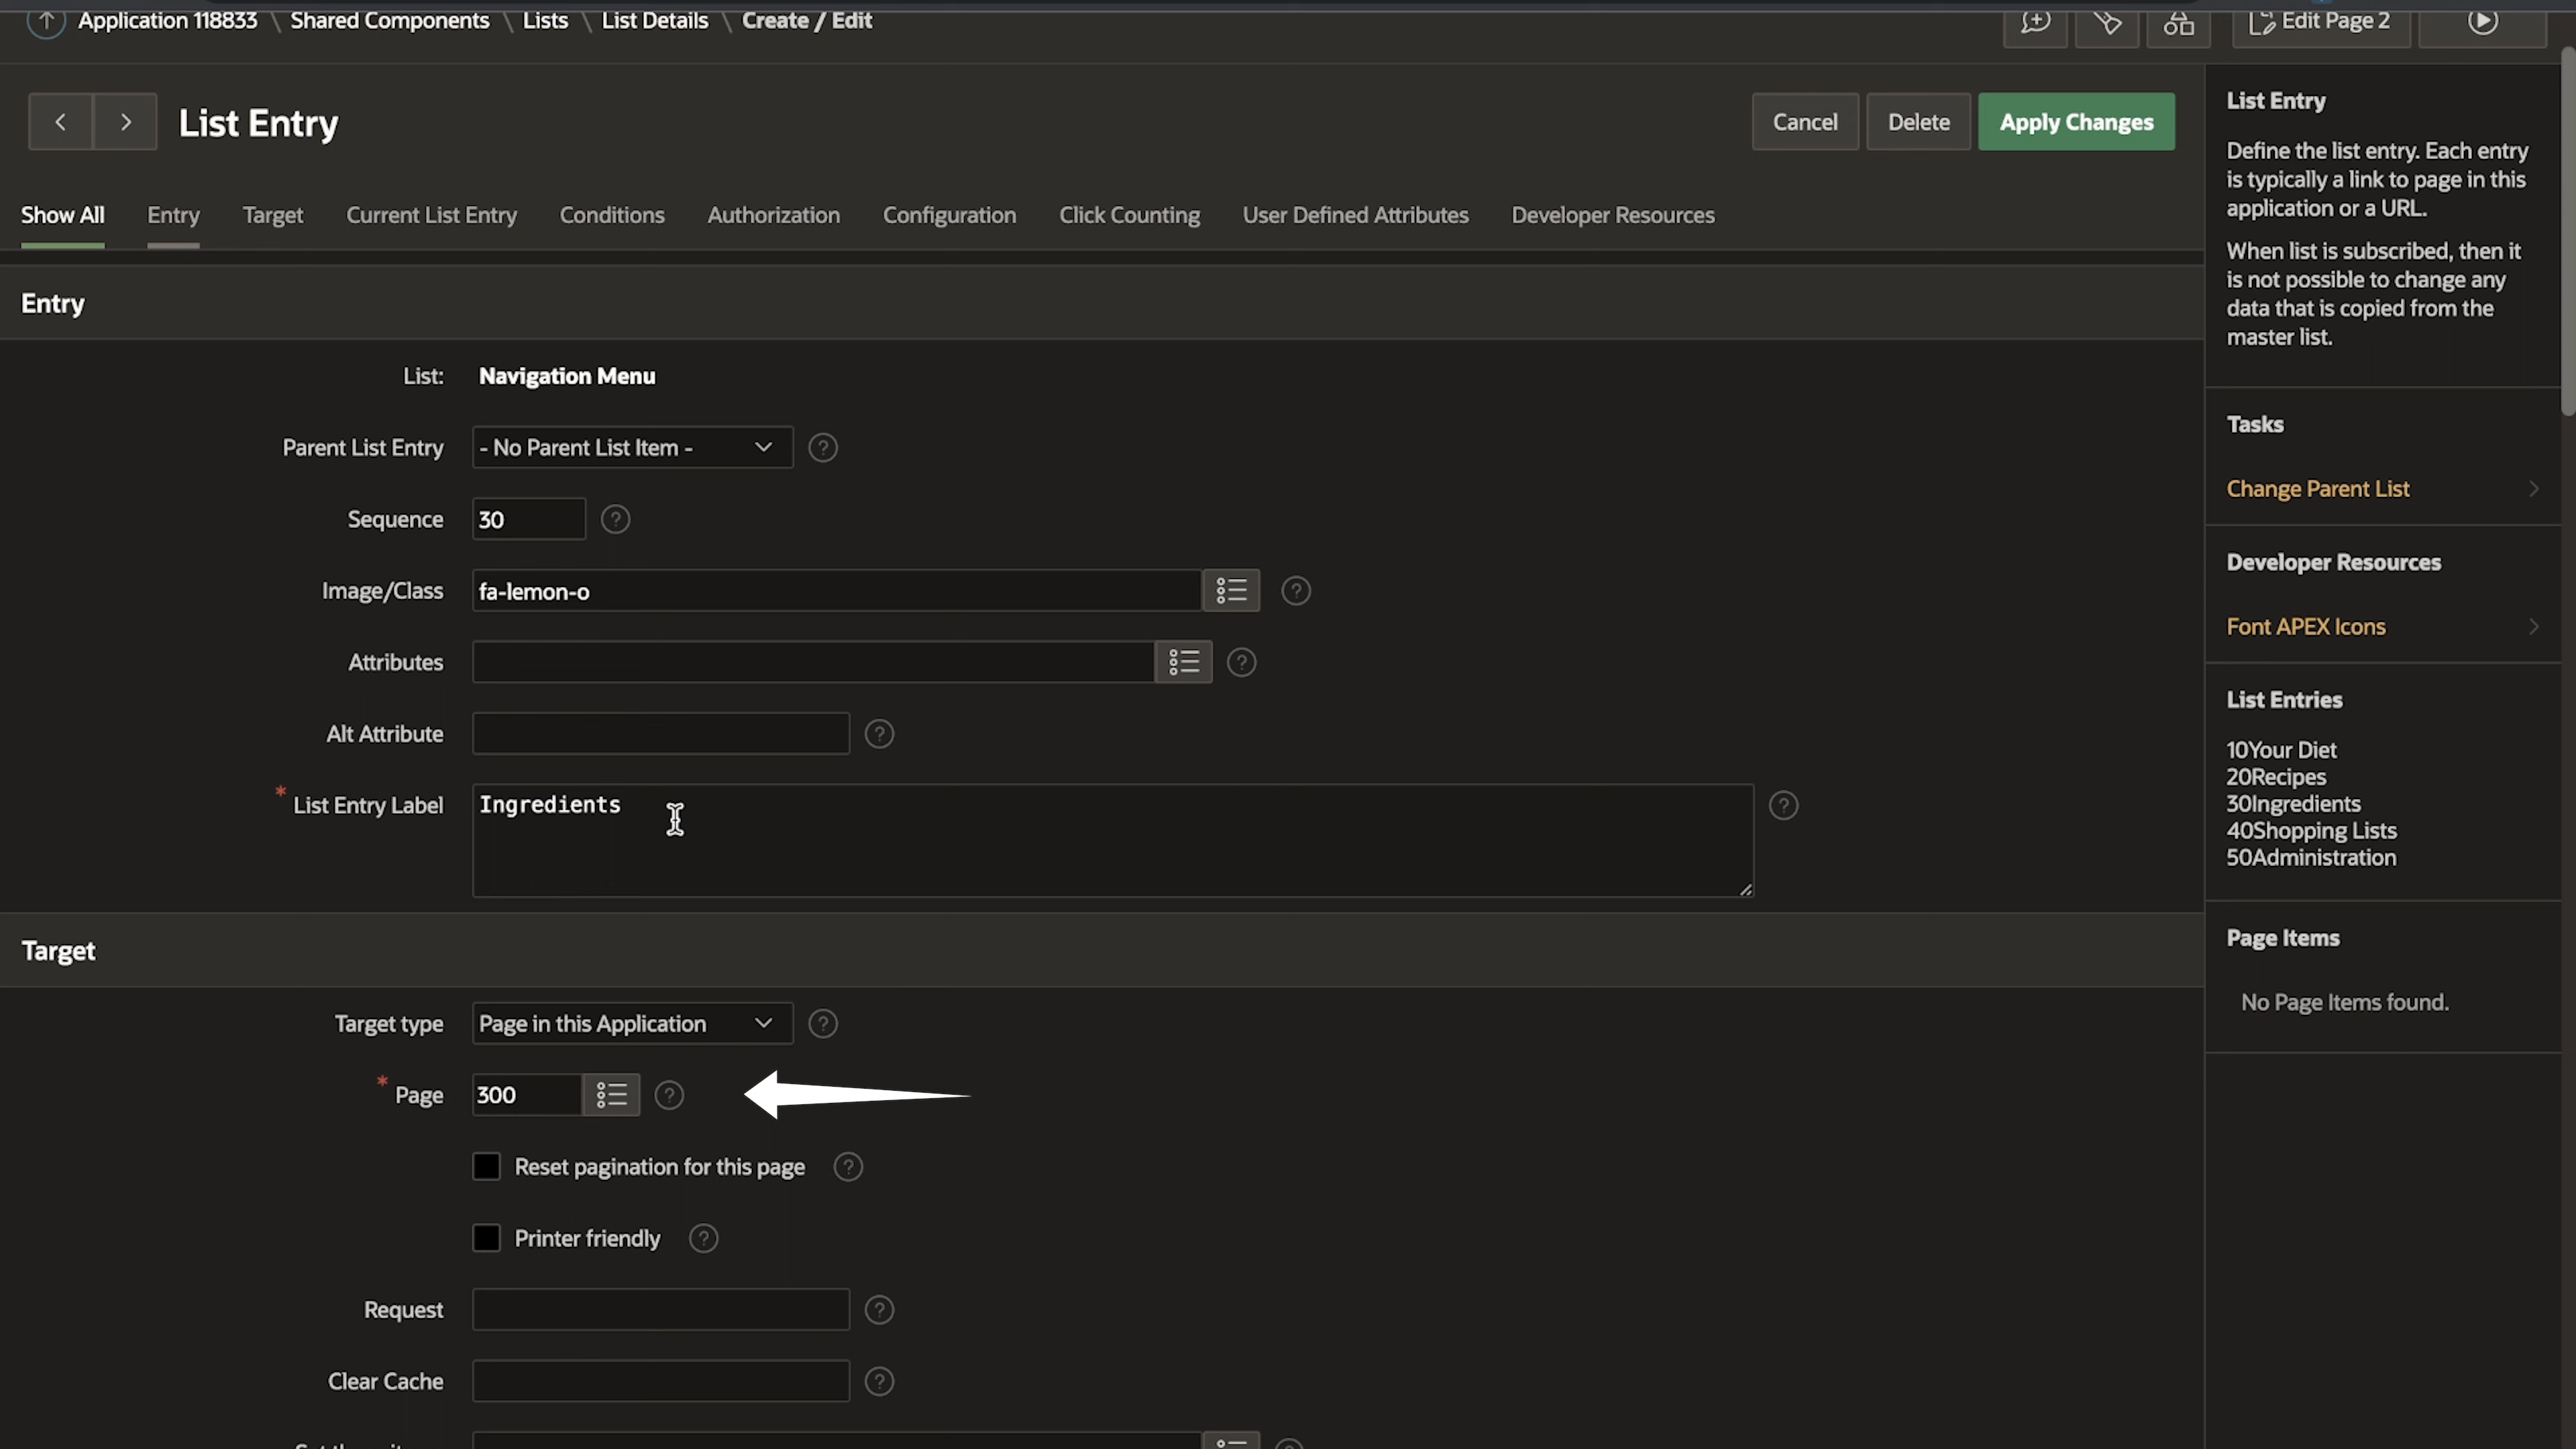 Application 118833 \ Shared Components \ Lists \ List Details \ Create / Edit
Edit Page 2
List Entry
Cancel
Delete
Apply Changes
Show All
Entry
Target
Current List Entry
Conditions
Authorization
Configuration
Click Counting
User Defined Attributes
Developer Resources
Entry
List: Navigation Menu
Parent List Entry - No Parent List Item - ?
Sequence 30 ?
Image/Class fa-lemon-o ?
Attributes ?
Alt Attribute ?
* List Entry Label Ingredients ?
Target
Target type Page in this Application ?
* Page 300 ?
Reset pagination for this page ?
Printer friendly ?
Request ?
Clear Cache ?
List Entry
Define the list entry. Each entry
is typically a link to page in this
application or a URL.
When list is subscribed, then it
is not possible to change any
data that is copied from the
master list.
Tasks
Change Parent List
Developer Resources
Font APEX Icons
List Entries
10Your Diet
20Recipes
30Ingredients
40Shopping Lists
50Administration
Page Items
No Page Items found.